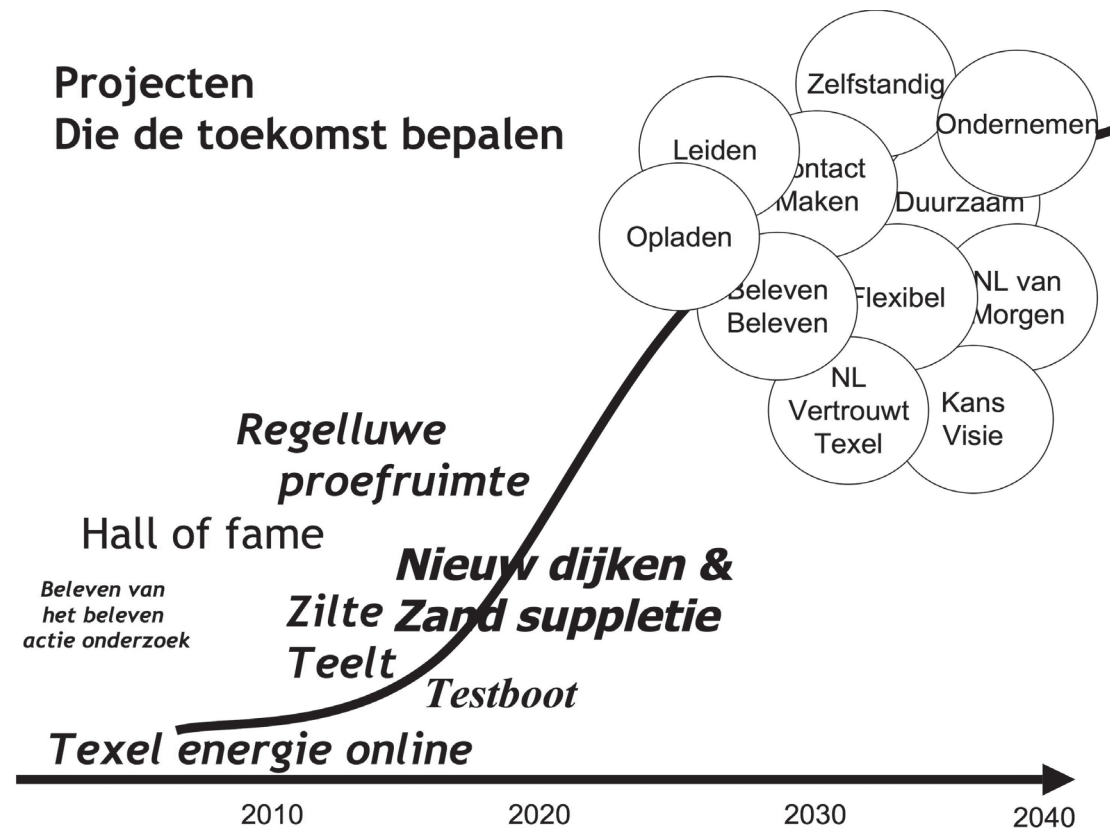 Projecten
Die de toekomst bepalen
Zelfstandig
Ondernemen
Leiden
ontact
Maken
Duurzaam
Opladen
Beleven
Beleven
Flexibel
NL van
Morgen
NL
Vertrouwt
Texel
Kans
Visie
Regelluwe
proefruimte
Hall of fame
Nieuw dijken &
Zand suppletie
Beleven van
het beleven
actie onderzoek
Zilte
Teelt
Testboot
Texel energie online
2010
2020
2030
2040